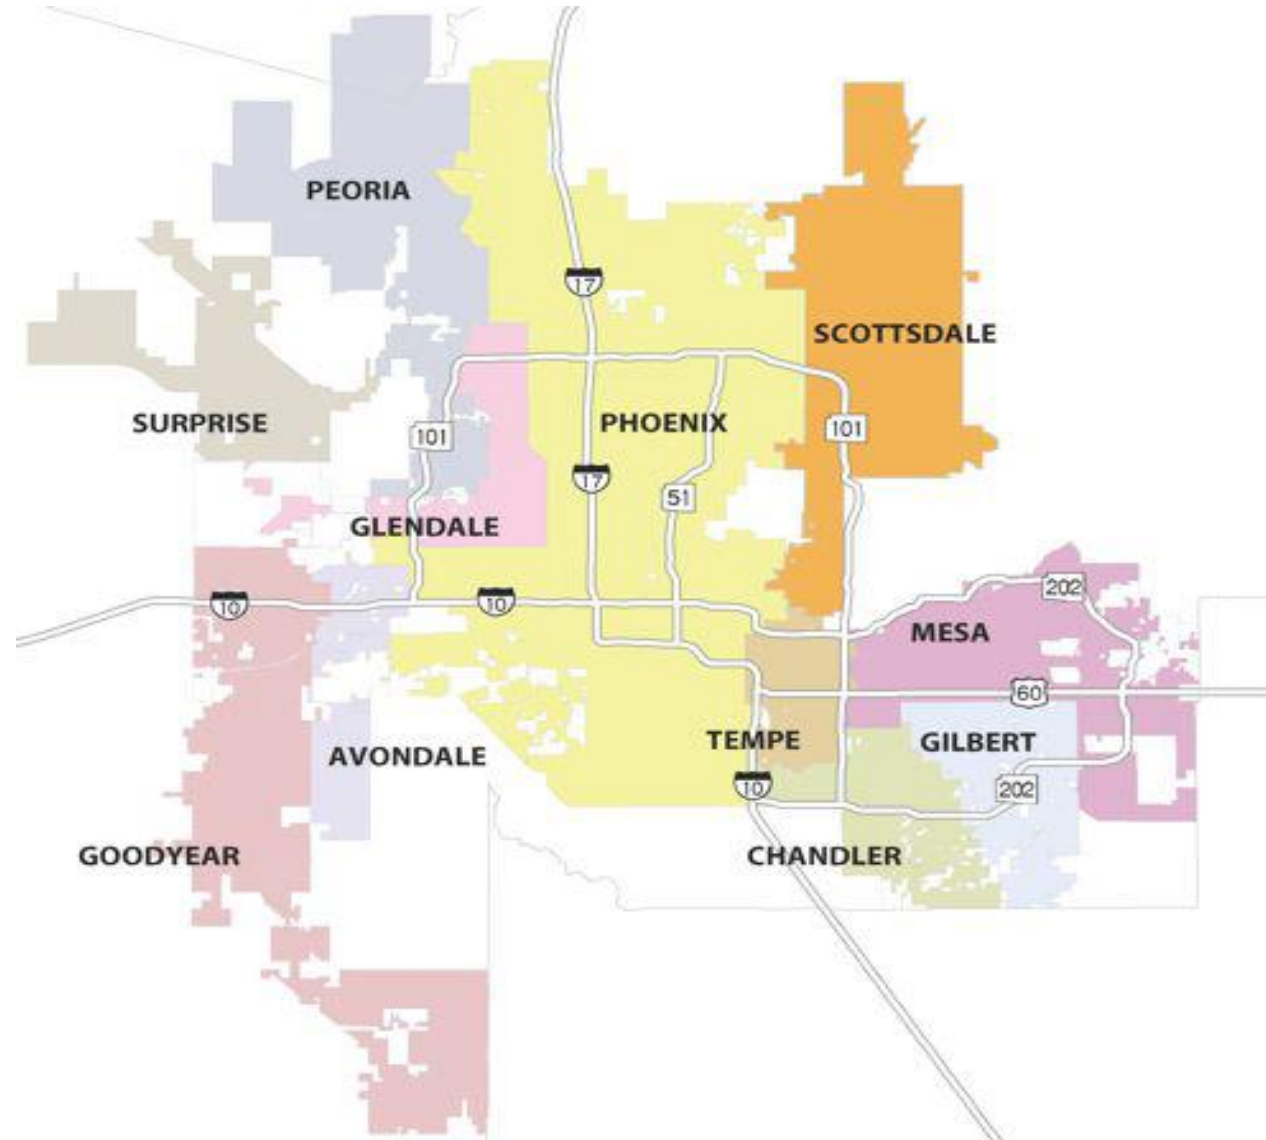 PEORIA
17
SCOTTSDALE
SURPRISE
PHOENIX
101
101
17
51
GLENDALE
10
10
202
MESA
60
TEMPE
GILBERT
AVONDALE
10
202
GOODYEAR
CHANDLER